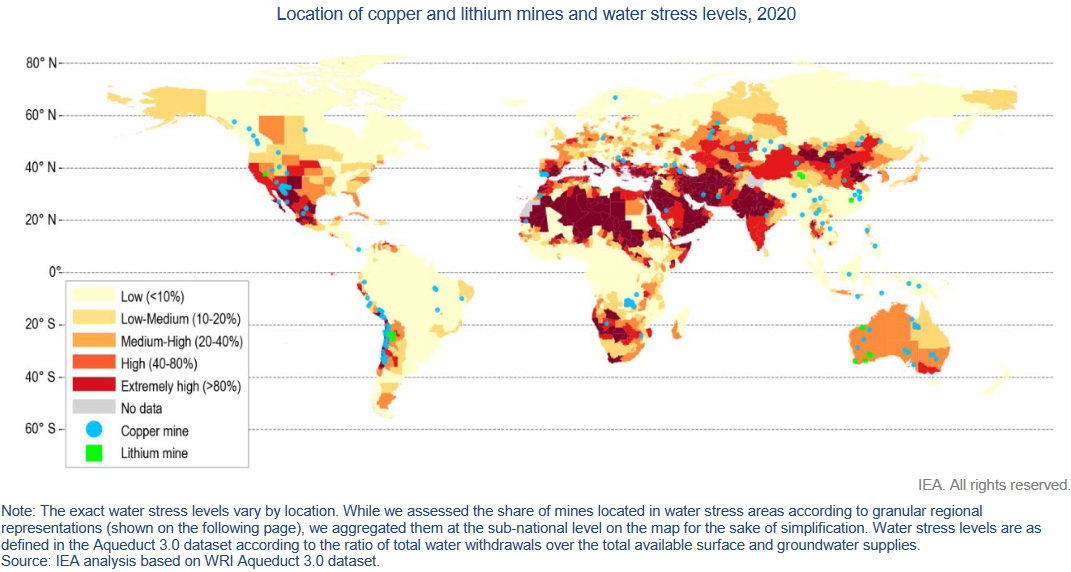 Location of copper and lithium mines and water stress levels, 2020
80° N
60° N
40° N
20° N
0°
20° S
40° S
60° S
Low (<10%)
Low-Medium (10-20%)
Medium-High (20-40%)
High (40-80%)
Extremely high (>80%)
No data
Copper mine
Lithium mine
IEA. All rights reserved.
Note: The exact water stress levels vary by location. While we assessed the share of mines located in water stress areas according to granular regional
representations (shown on the following page), we aggregated them at the sub-national level on the map for the sake of simplification. Water stress levels are as
defined in the Aqueduct 3.0 dataset according to the ratio of total water withdrawals over the total available surface and groundwater supplies.
Source: IEA analysis based on WRI Aqueduct 3.0 dataset.